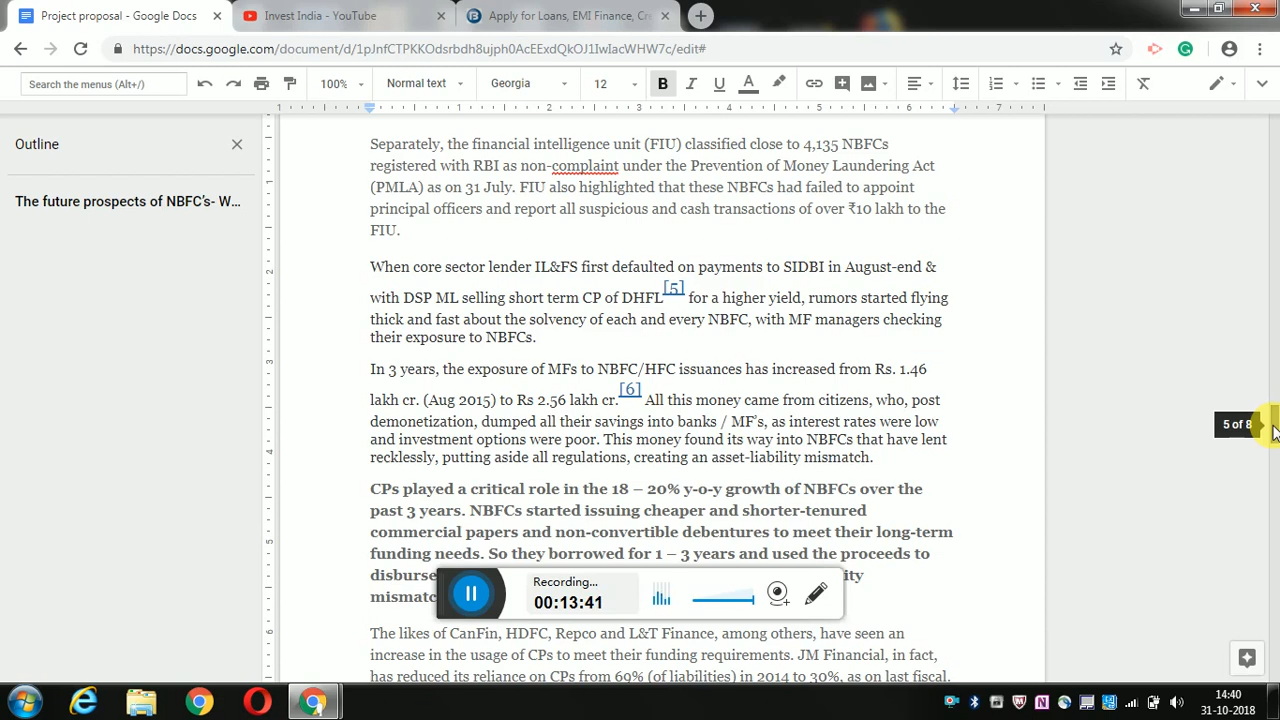 Project proposal - Google Docs
Invest India - YouTube
Apply for Loans, EMI Finance, Cre
https://docs.google.com/document/d/1pJnfCTPKKOdsrbdh8ujph0AcEExdQkOJ1IwIacWHW7c/edit#
Search the menus (Alt+/)
100%
Normal text
Georgia
12
B I U A
1 1 2 3 4 5 6 7
Outline
The future prospects of NBFC's- W...
Separately, the financial intelligence unit (FIU) classified close to 4,135 NBFCs
registered with RBI as non-complaint under the Prevention of Money Laundering Act
(PMLA) as on 31 July. FIU also highlighted that these NBFCs had failed to appoint
principal officers and report all suspicious and cash transactions of over ₹10 lakh to the
FIU.
When core sector lender IL&FS first defaulted on payments to SIDBI in August-end &
with DSP ML selling short term CP of DHFL[5] for a higher yield, rumors started flying
thick and fast about the solvency of each and every NBFC, with MF managers checking
their exposure to NBFCs.
In 3 years, the exposure of MFs to NBFC/HFC issuances has increased from Rs. 1.46
lakh cr. (Aug 2015) to Rs 2.56 lakh cr.[6] All this money came from citizens, who, post
demonetization, dumped all their savings into banks / MF's, as interest rates were low
and investment options were poor. This money found its way into NBFCs that have lent
recklessly, putting aside all regulations, creating an asset-liability mismatch.
CPs played a critical role in the 18 – 20% y-o-y growth of NBFCs over the
past 3 years. NBFCs started issuing cheaper and shorter-tenured
commercial papers and non-convertible debentures to meet their long-term
funding needs. So they borrowed for 1 – 3 years and used the proceeds to
disburse
ity
mismatc
The likes of CanFin, HDFC, Repco and L&T Finance, among others, have seen an
increase in the usage of CPs to meet their funding requirements. JM Financial, in fact,
has reduced its reliance on CPs from 69% (of liabilities) in 2014 to 30%, as on last fiscal.
2
3
4
5
6
5 of 8
Recording...
00:13:41
14:40
31-10-2018